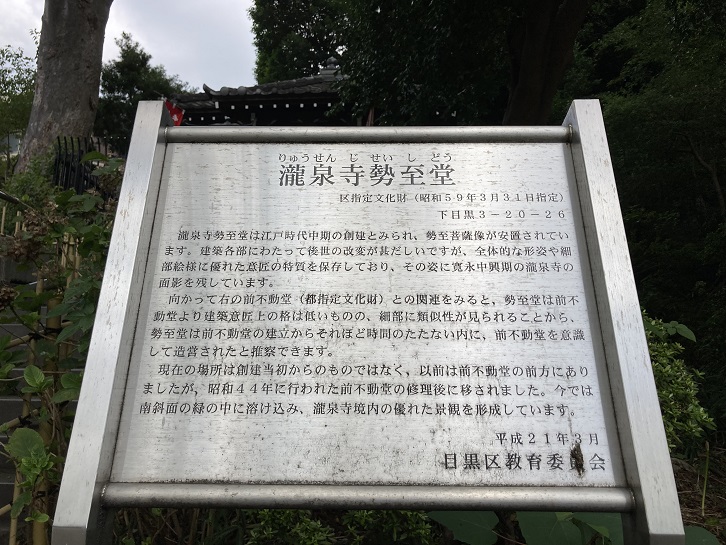 りゅうせんじせいしどう
瀧泉寺勢至堂
区指定文化財（昭和５９年３月３１日指定）
下目黒３－２０－２６
瀧泉寺勢至堂は江戸時代中期の創建とみられ、勢至菩薩像が安置されてい
ます。建築各部にわたって後世の改変が甚だしいですが、全体的な形姿や細
部絵様に優れた意匠の特質を保存しており、その姿に寛永中興期の瀧泉寺の
面影を残しています。
向かって右の前不動堂（都指定文化財）との関連をみると、勢至堂は前不
動堂より建築意匠上の格は低いものの、細部に類似性が見られることから、
勢至堂は前不動堂の建立からそれほど時間のたたない内に、前不動堂を意識
して造営されたと推察できます。
現在の場所は創建当初からのものではなく、以前は前不動堂の前方にあり
ましたが、昭和４４年に行われた前不動堂の修理後に移されました。今では
南斜面の緑の中に溶け込み、瀧泉寺境内の優れた景観を形成しています。
平成２１年３月
目黒区教育委員会